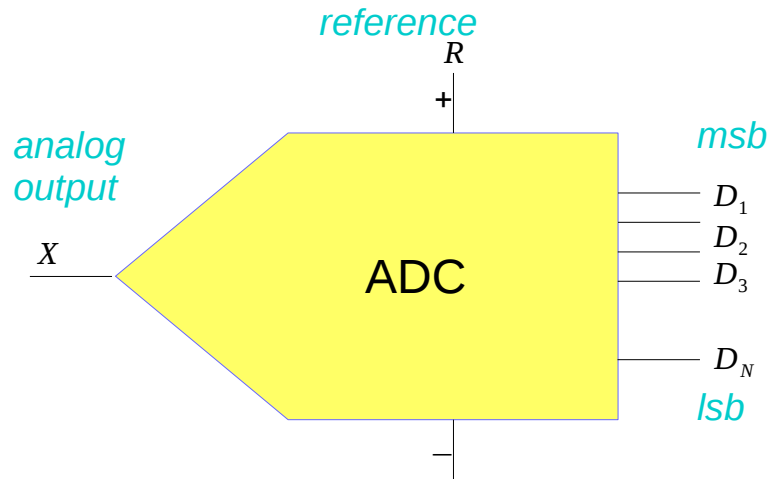 reference
R
+
analog
output
msb
D1
X
D2
ADC
D3
DN
lsb
–